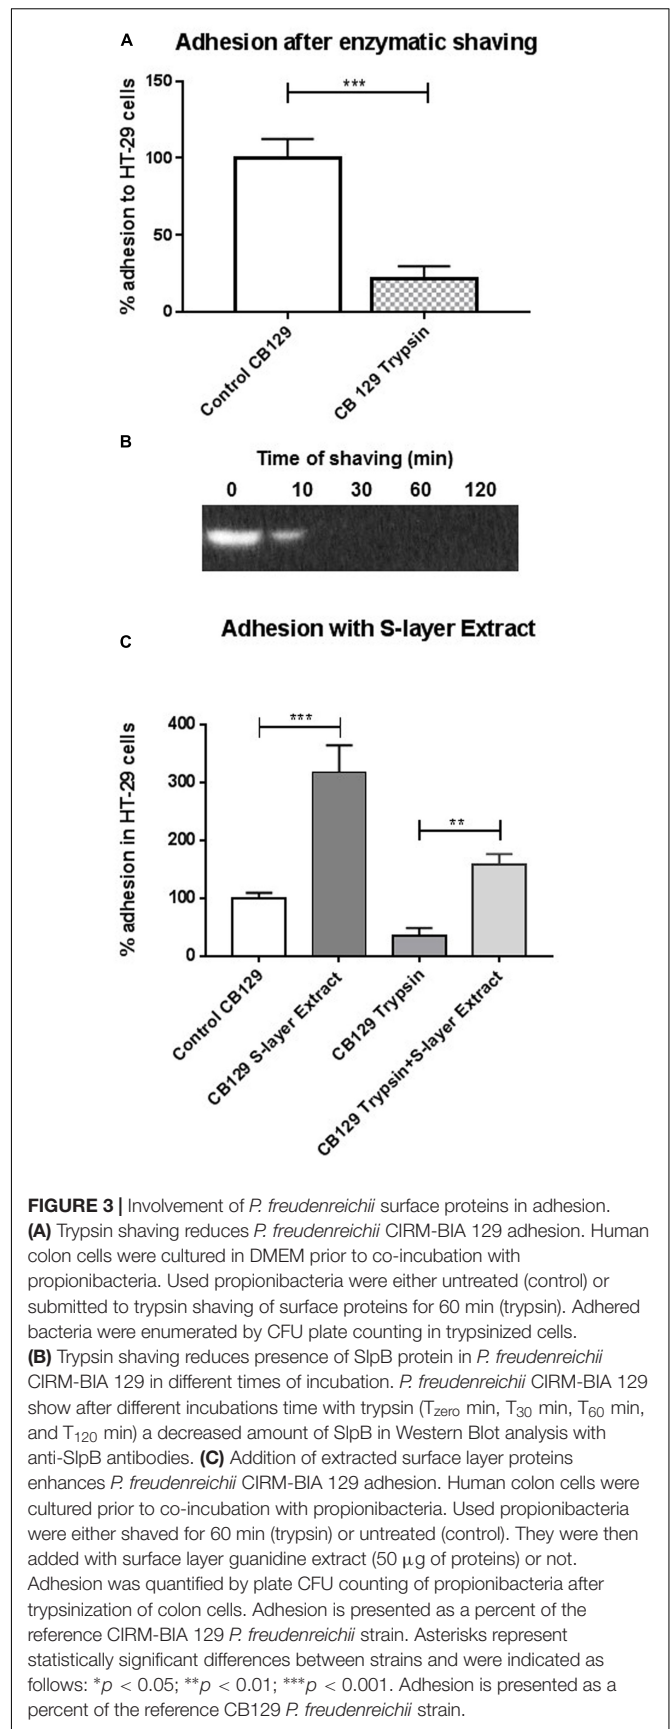 A
Adhesion after enzymatic shaving
% adhesion to HT-29 cells
150
100
50
0
***
Control CB129
CB 129 Trypsin
B
Time of shaving (min)
0 10 30 60 120
C
Adhesion with S-layer Extract
% adhesion in HT-29 cells
400
300
200
100
0
***
**
Control CB129
CB129 S-layer Extract
CB129 Trypsin
CB129 Trypsin+S-layer Extract
FIGURE 3 | Involvement of P. freudenreichii surface proteins in adhesion.
(A) Trypsin shaving reduces P. freudenreichii CIRM-BIA 129 adhesion. Human
colon cells were cultured in DMEM prior to co-incubation with
propionibacteria. Used propionibacteria were either untreated (control) or
submitted to trypsin shaving of surface proteins for 60 min (trypsin). Adhered
bacteria were enumerated by CFU plate counting in trypsinized cells.
(B) Trypsin shaving reduces presence of SlpB protein in P. freudenreichii
CIRM-BIA 129 in different times of incubation. P. freudenreichii CIRM-BIA 129
show after different incubations time with trypsin (Tzero min, T30 min, T60 min,
and T120 min) a decreased amount of SlpB in Western Blot analysis with
anti-SlpB antibodies. (C) Addition of extracted surface layer proteins
enhances P. freudenreichii CIRM-BIA 129 adhesion. Human colon cells were
cultured prior to co-incubation with propionibacteria. Used propionibacteria
were either shaved for 60 min (trypsin) or untreated (control). They were then
added with surface layer guanidine extract (50 μg of proteins) or not.
Adhesion was quantified by plate CFU counting of propionibacteria after
trypsinization of colon cells. Adhesion is presented as a percent of the
reference CIRM-BIA 129 P. freudenreichii strain. Asterisks represent
statistically significant differences between strains and were indicated as
follows: *p < 0.05; **p < 0.01; ***p < 0.001. Adhesion is presented as a
percent of the reference CB129 P. freudenreichii strain.